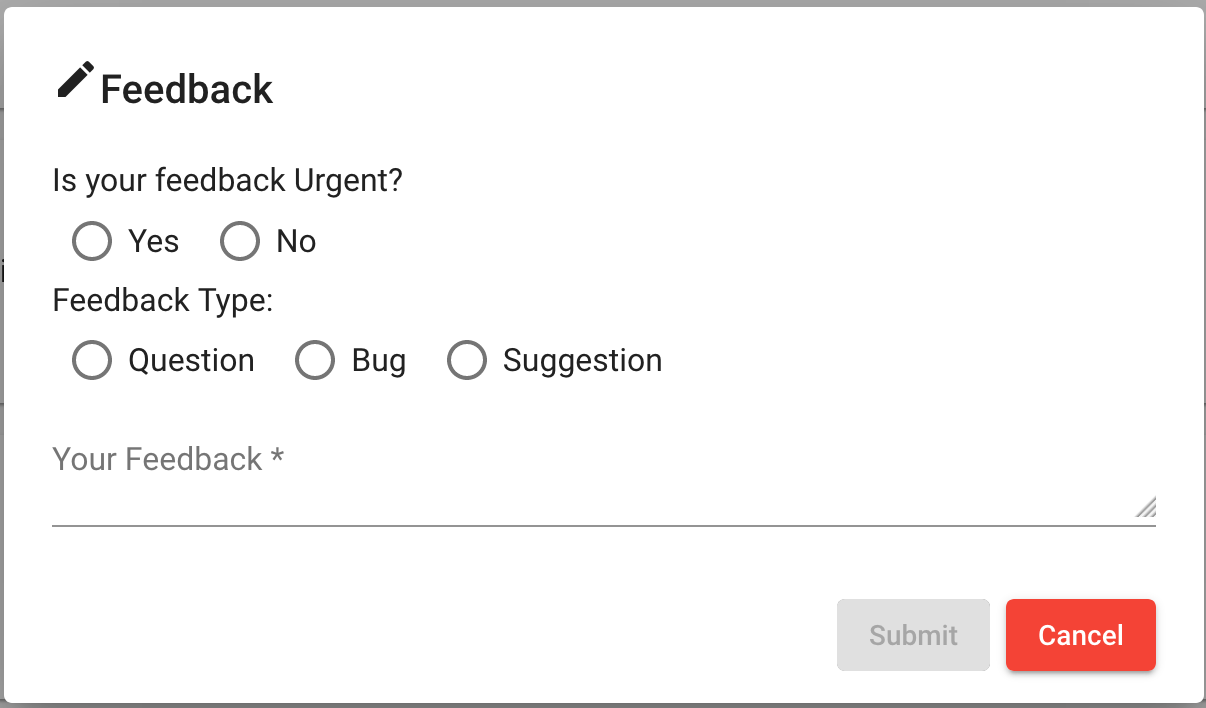 Feedback
Is your feedback Urgent?
Yes No
Feedback Type:
Question Bug Suggestion
Your Feedback *
Submit Cancel